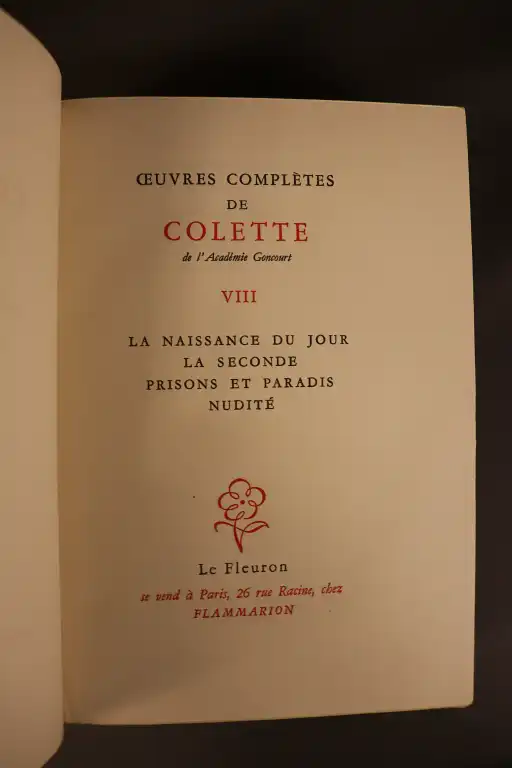 ŒUVRES COMPLÈTES
DE
COLETTE
de l'Académie Goncourt
VIII
LA NAISSANCE DU JOUR
LA SECONDE
PRISONS ET PARADIS
NUDITÉ
Le Fleuron
se vend à Paris, 26 rue Racine, chez
FLAMMARION